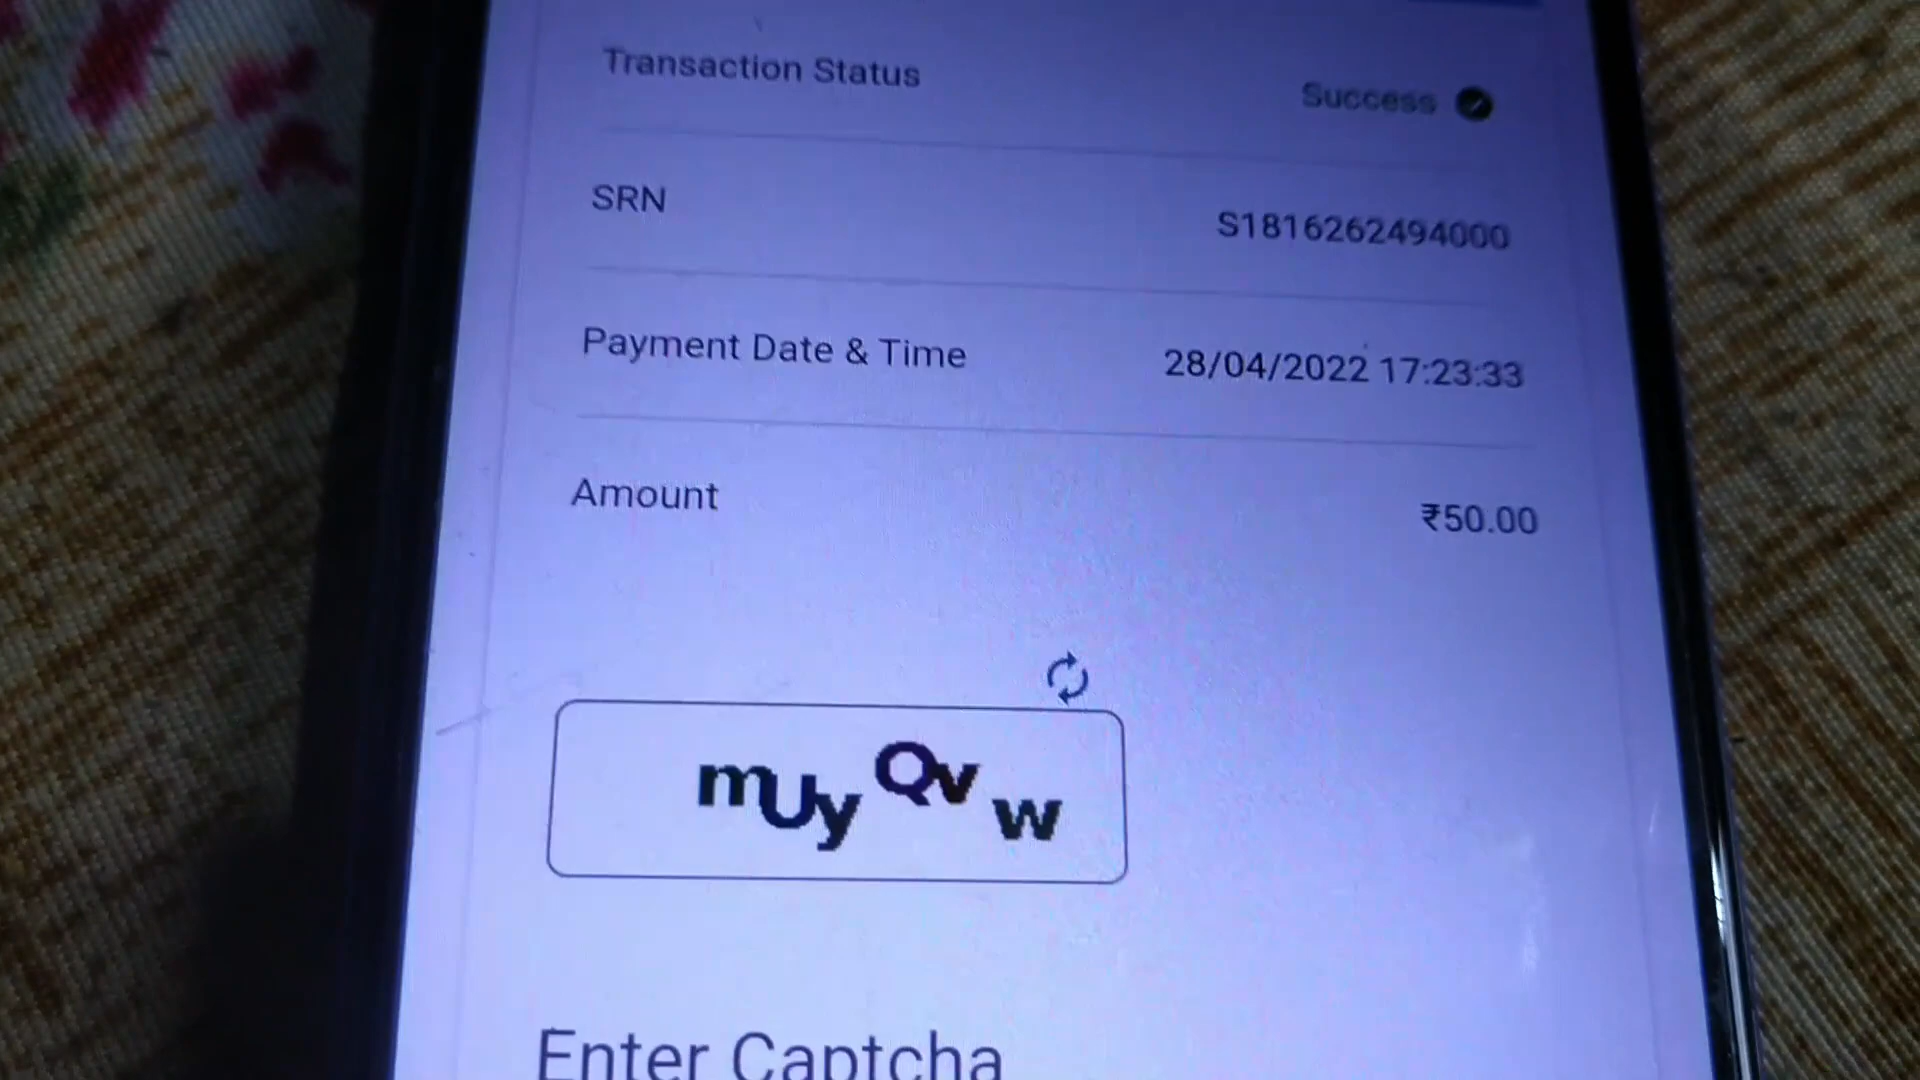 Transaction Status Success
SRN S1816262494000
Payment Date & Time 28/04/2022 17:23:33
Amount ₹50.00
mUyQvw
Enter Captcha